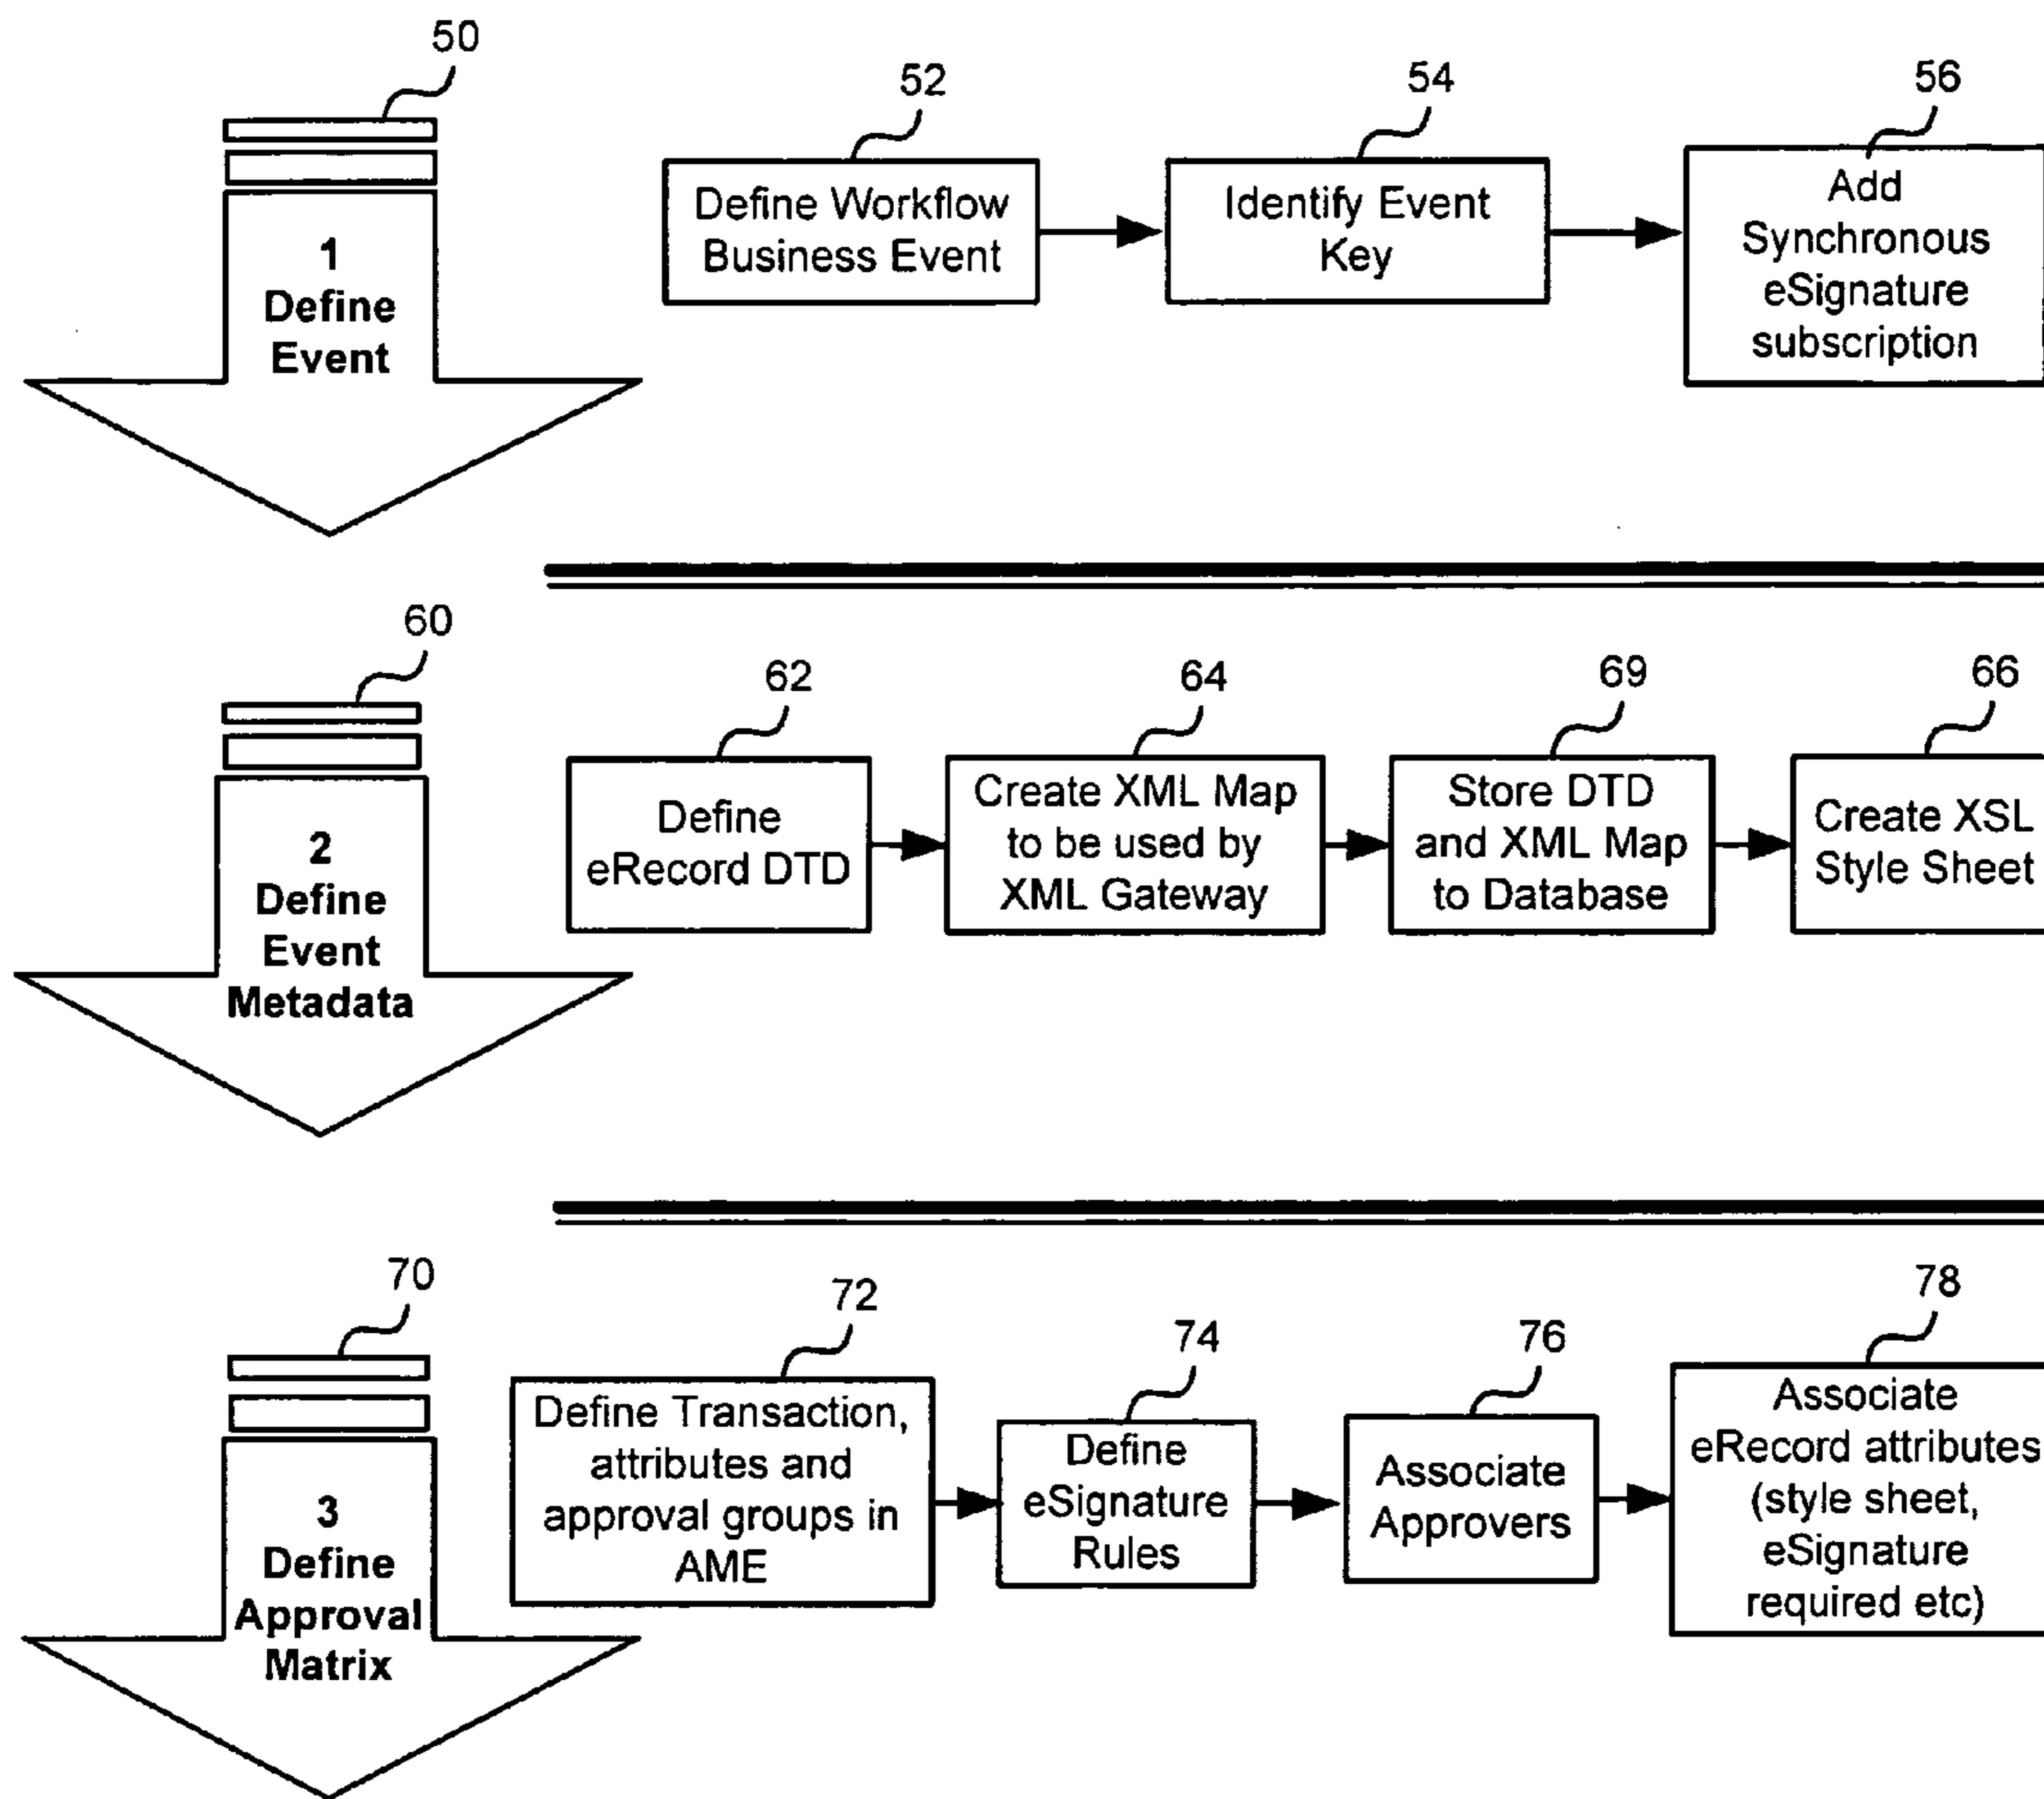 50
1
Define
Event
52
Define Workflow
Business Event
54
Identify Event
Key
56
Add
Synchronous
eSignature
subscription
60
2
Define
Event
Metadata
62
Define
eRecord DTD
64
Create XML Map
to be used by
XML Gateway
69
Store DTD
and XML Map
to Database
66
Create XSL
Style Sheet
70
3
Define
Approval
Matrix
72
Define Transaction,
attributes and
approval groups in
AME
74
Define
eSignature
Rules
76
Associate
Approvers
78
Associate
eRecord attributes
(style sheet,
eSignature
required etc)